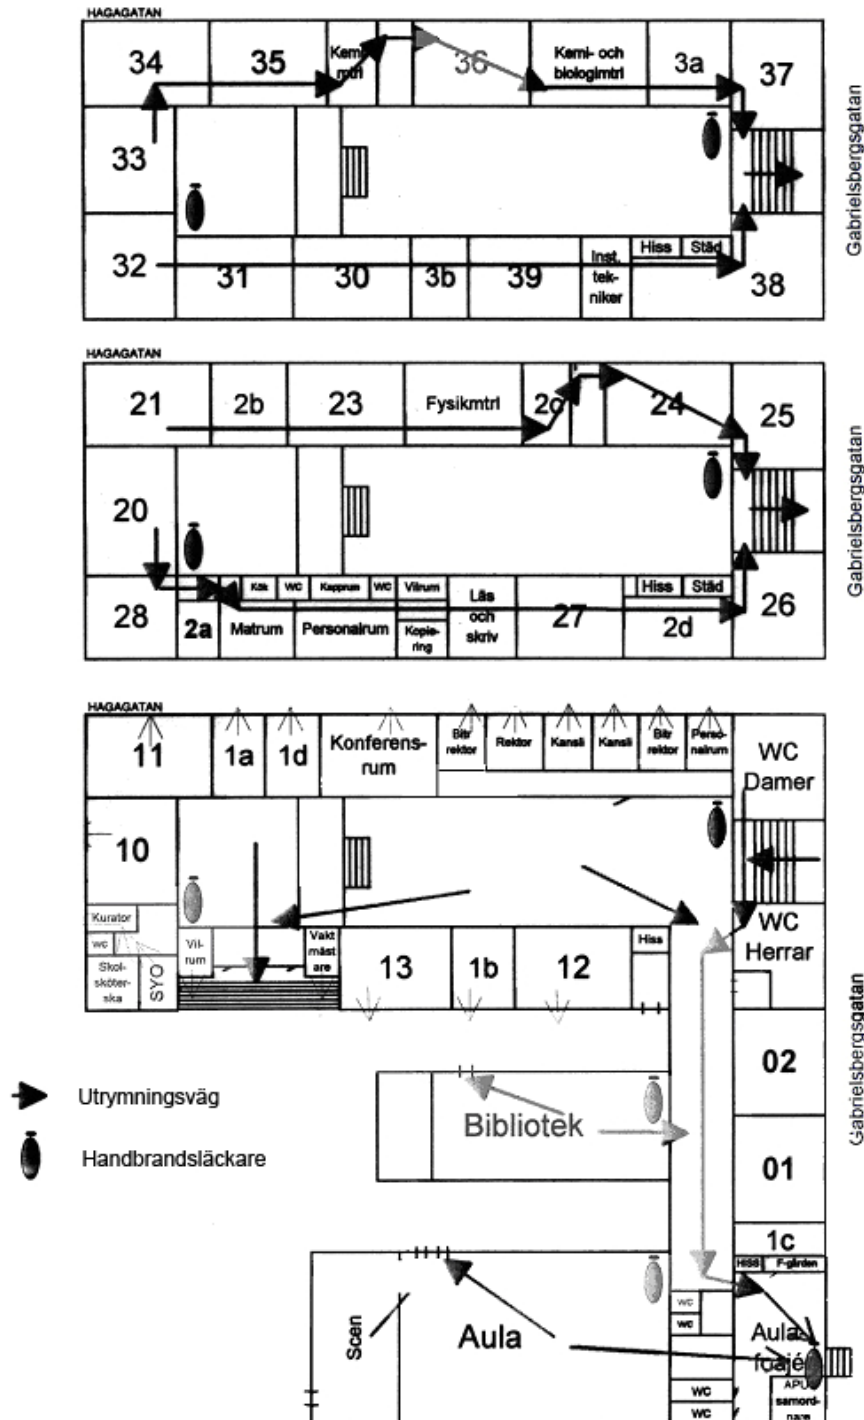 HAGAGATAN
34
35
Kemi
mtrl
36
Kemi- och
biologimtrl
3a
37
33
Gabrielsbergsgatan
32
31
30
3b
39
Inst.
tek-
niker
Hiss
Städ
38
HAGAGATAN
21
2b
23
Fysikmtrl
2c
24
25
20
Gabrielsbergsgatan
28
2a
Kök
WC
Kapprum
WC
Vilrum
Matrum
Personalrum
Kopie-
ring
Läs
och
skriv
27
Hiss
Städ
2d
26
HAGAGATAN
11
1a
1d
Konferens-
rum
Bitr
rektor
Rektor
Kansli
Kansli
Bitr
rektor
Perso-
nalrum
WC
Damer
10
Kurator
WC
Skol-
sköter-
ska
SYO
Vil-
rum
Vakt
mäst
are
13
1b
12
Hiss
WC
Herrar
Gabrielsbergsgatan
02
Utrymningsväg
Bibliotek
01
Handbrandsläckare
1c
HISS
F-gården
Scen
Aula
WC
WC
Aula
foajé
WC
WC
APU
samord-
nare